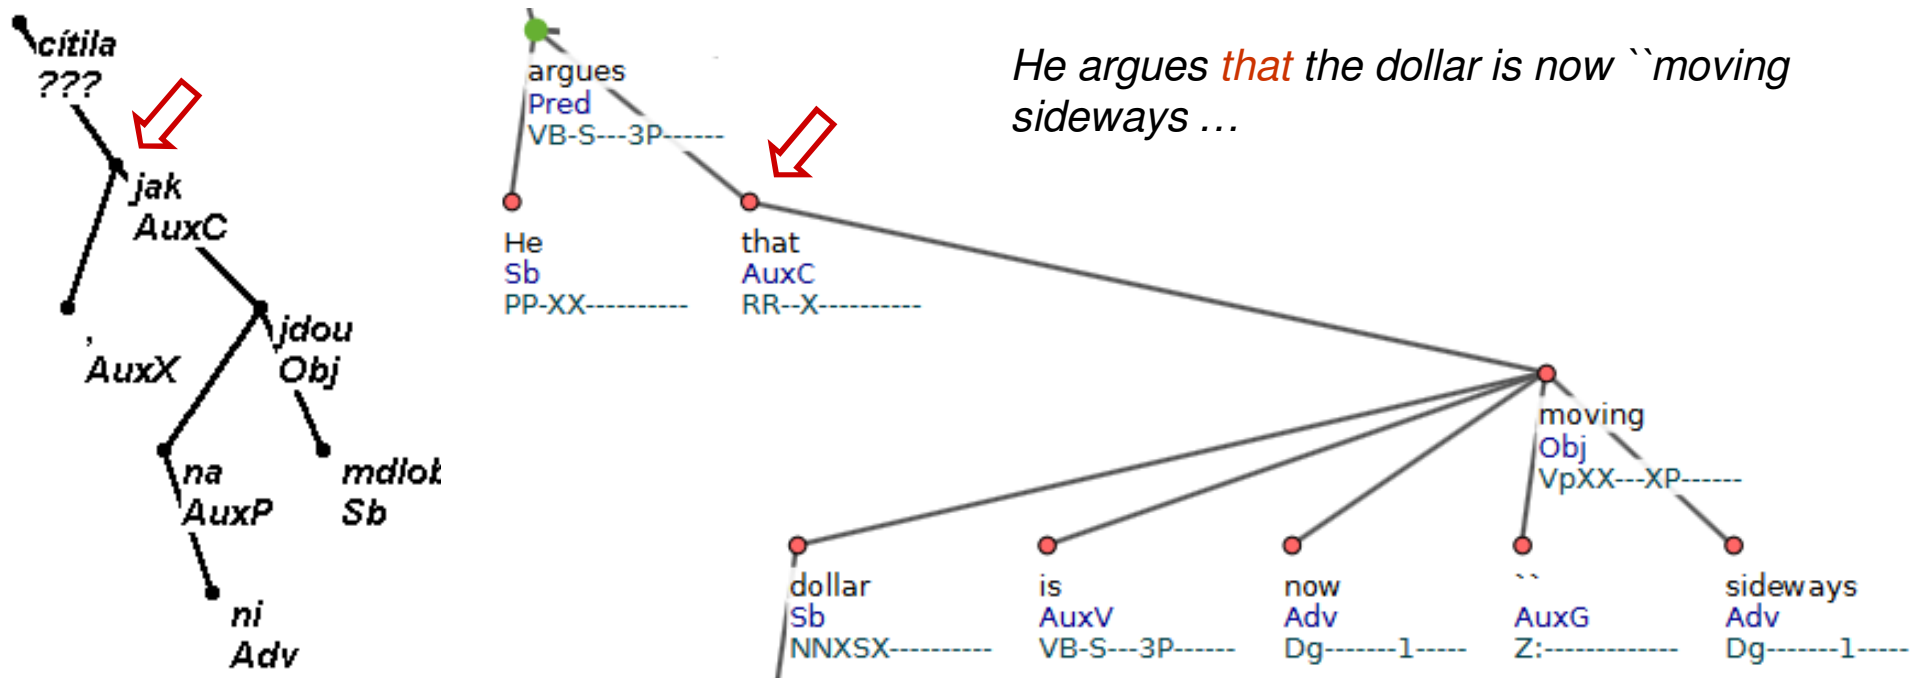 cítila
???
jak
AuxC
,
AuxX
jdou
Obj
na
AuxP
Sb
ni
Adv
argues
Pred
VB-S---3P------
He
Sb
PP-XX----------
that
AuxC
RR--X----------
He argues that the dollar is now ``moving
sideways …
moving
Obj
VpXX---XP------
dollar
Sb
NNXSX----------
is
AuxV
VB-S---3P------
now
Adv
Dg-------1-----
``
AuxG
Z:-------------
sideways
Adv
Dg-------1-----